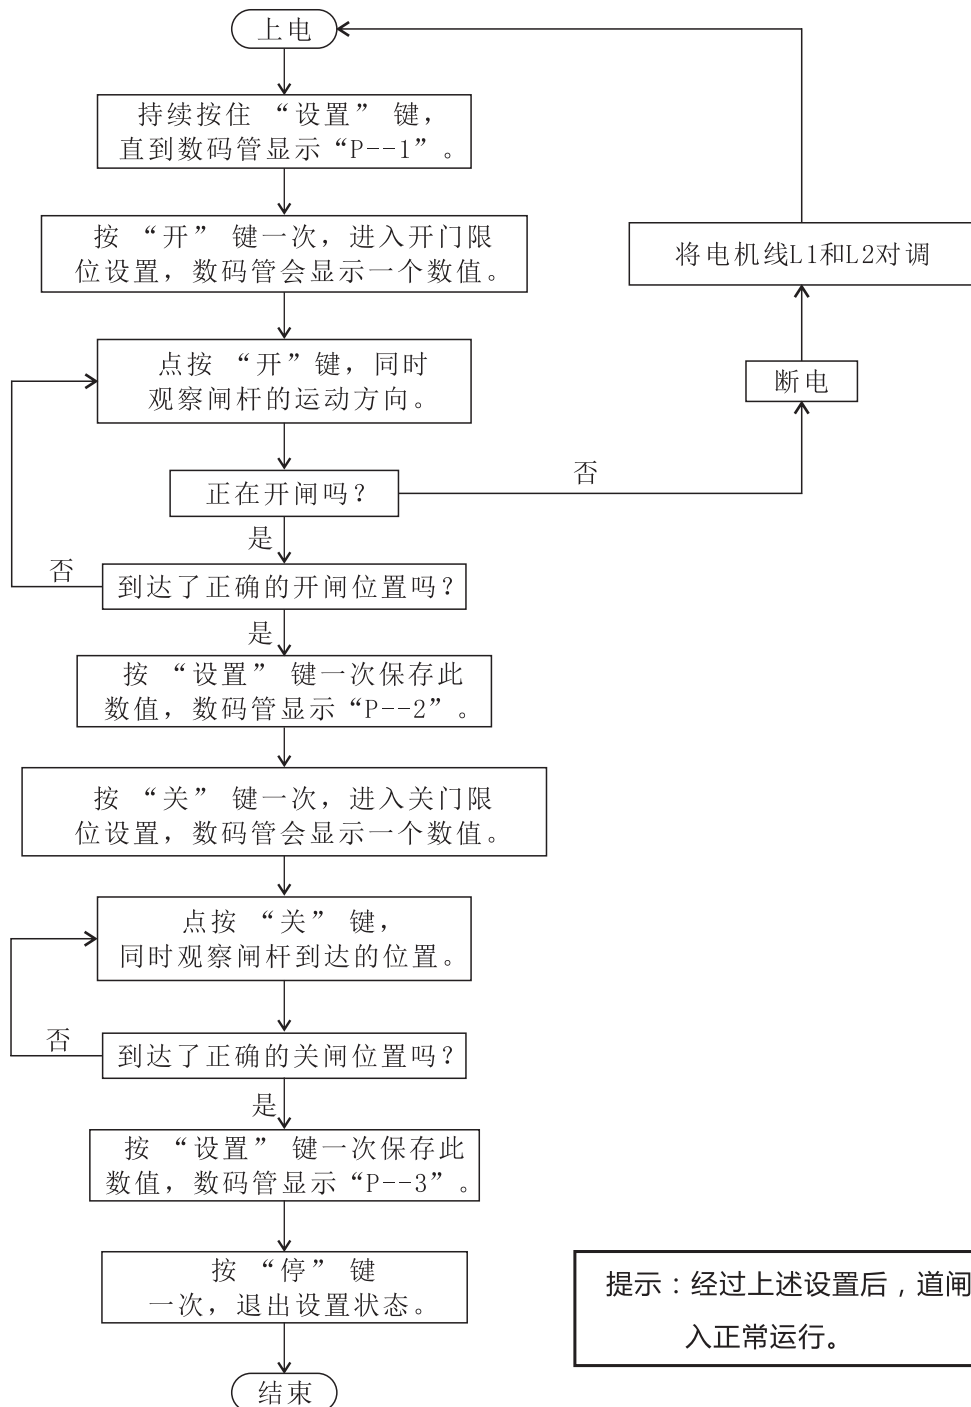 上电
持续按住 “设置” 键，
直到数码管显示“P--1”。
按 “开” 键一次，进入开门限
位设置，数码管会显示一个数值。
将电机线L1和L2对调
点按 “开”键，同时
观察闸杆的运动方向。
断电
正在开闸吗？
否
是
否
到达了正确的开闸位置吗？
是
按 “设置” 键一次保存此
数值，数码管显示“P--2”。
按 “关” 键一次，进入关门限
位设置，数码管会显示一个数值。
点按 “关” 键，
同时观察闸杆到达的位置。
否
到达了正确的关闸位置吗？
是
按 “设置” 键一次保存此
数值，数码管显示“P--3”。
按 “停” 键
一次，退出设置状态。
提示：经过上述设置后，道闸
入正常运行。
结束